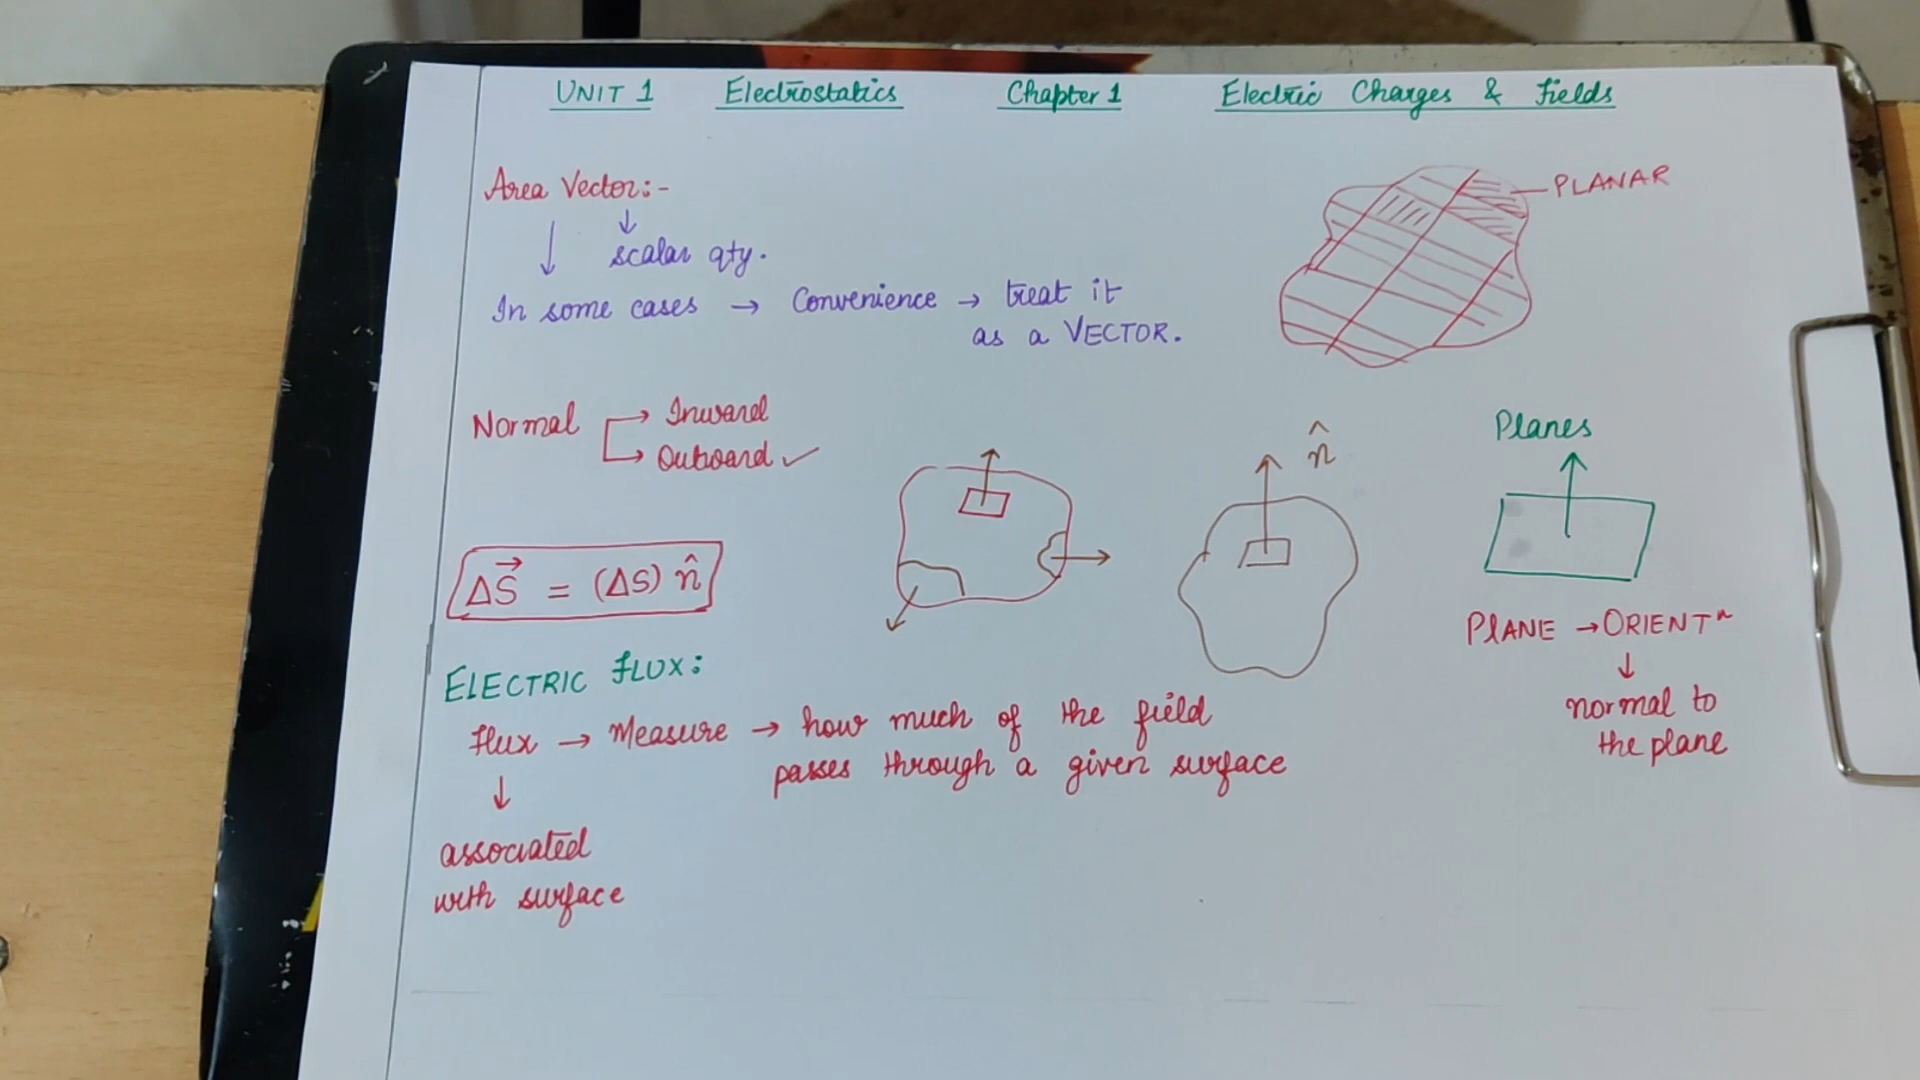 UNIT 1 Electrostatics Chapter 1 Electric Charges & Fields
Area Vector:-
↓ ↓
scalar qty.
In some cases → Convenience → treat it
as a VECTOR.
PLANAR
Normal → Inward
→ Outward ✓
n̂
Planes
ΔS⃗ = (ΔS) n̂
PLANE → ORIENTⁿ
↓
normal to
the plane
ELECTRIC FLUX:
flux → Measure → how much of the field
passes through a given surface
↓
associated
with surface